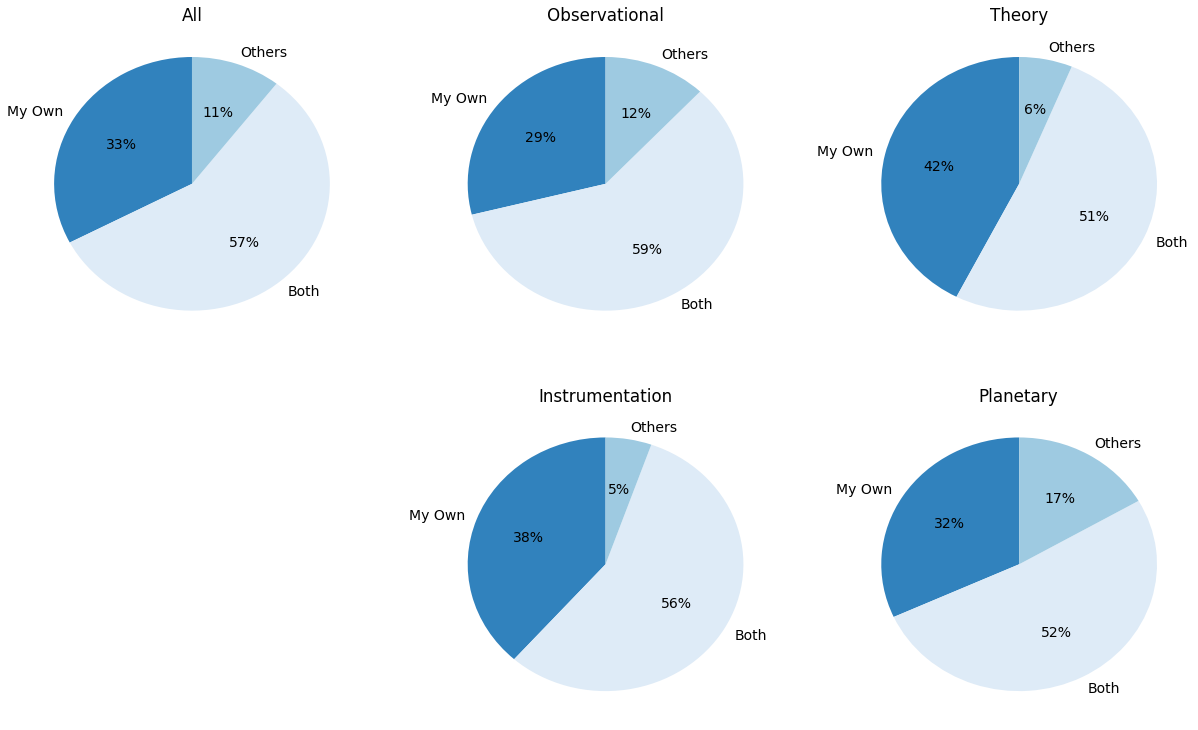 All
Others
My Own
11%
33%
57%
Both
Observational
Others
My Own
12%
29%
59%
Both
Theory
Others
6%
My Own
42%
51%
Both
Instrumentation
Others
5%
My Own
38%
56%
Both
Planetary
Others
My Own
17%
32%
52%
Both